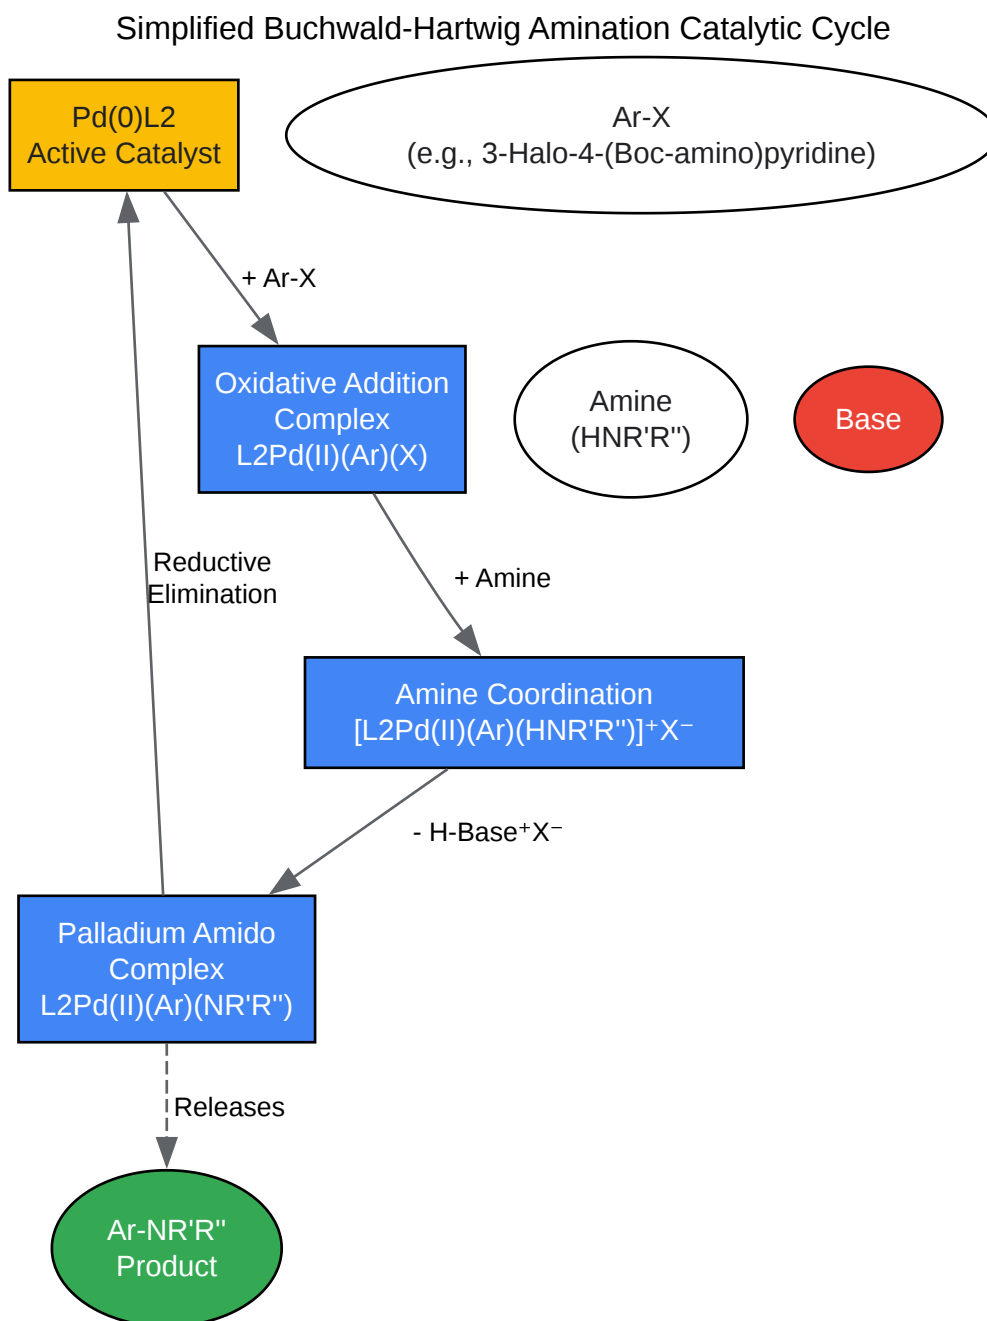 Simplified Buchwald-Hartwig Amination Catalytic Cycle
Pd(0)L2
Active Catalyst
Ar-X
(e.g., 3-Halo-4-(Boc-amino)pyridine)
+ Ar-X
Oxidative Addition
Complex
L2Pd(II)(Ar)(X)
Amine
(HNR'R'')
Base
Reductive
Elimination
+ Amine
Amine Coordination
[L2Pd(II)(Ar)(HNR'R'')]⁺X⁻
- H-Base⁺X⁻
Palladium Amido
Complex
L2Pd(II)(Ar)(NR'R'')
Releases
Ar-NR'R''
Product